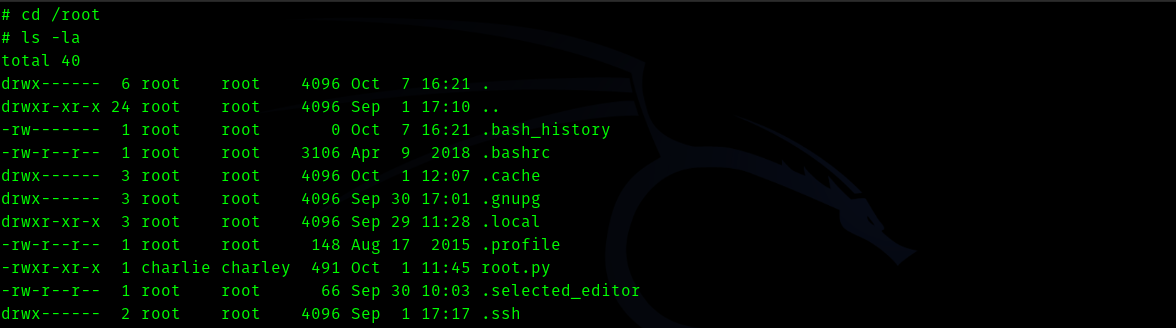 # cd /root
# ls -la
total 40
drwx------  6 root    root    4096 Oct  7 16:21 .
drwxr-xr-x 24 root    root    4096 Sep  1 17:10 ..
-rw-------  1 root    root       0 Oct  7 16:21 .bash_history
-rw-r--r--  1 root    root    3106 Apr  9  2018 .bashrc
drwx------  3 root    root    4096 Oct  1 12:07 .cache
drwx------  3 root    root    4096 Sep 30 17:01 .gnupg
drwxr-xr-x  3 root    root    4096 Sep 29 11:28 .local
-rw-r--r--  1 root    root     148 Aug 17  2015 .profile
-rwxr-xr-x  1 charlie charley  491 Oct  1 11:45 root.py
-rw-r--r--  1 root    root      66 Sep 30 10:03 .selected_editor
drwx------  2 root    root    4096 Sep  1 17:17 .ssh